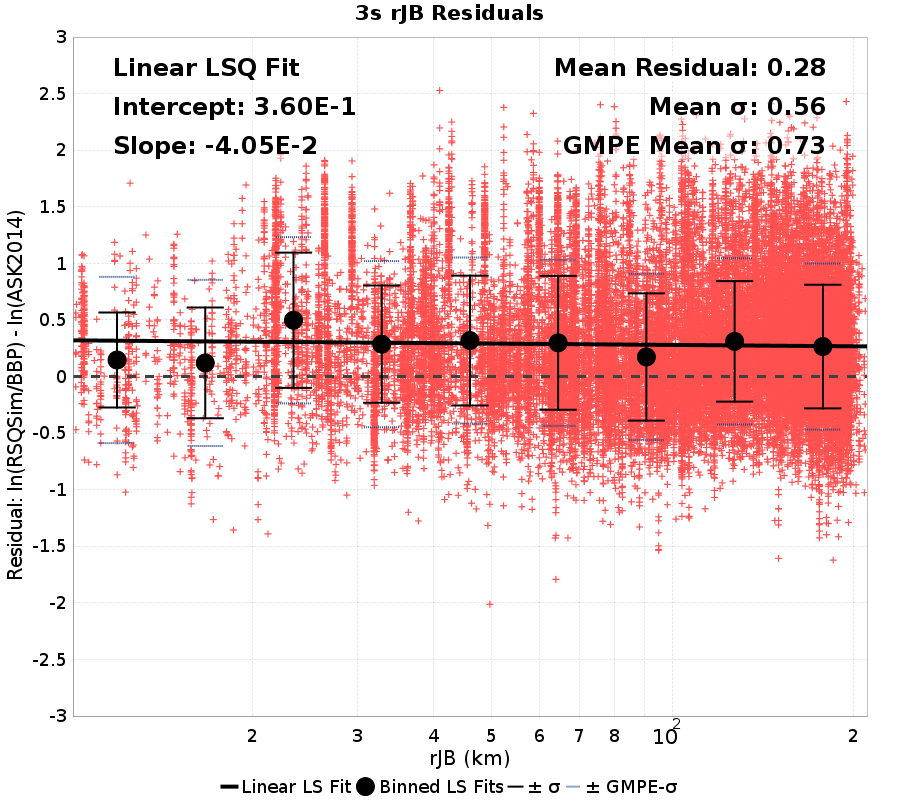 3s rJB Residuals
Linear LSQ Fit
Intercept: 3.60E-1
Slope: -4.05E-2
Mean Residual: 0.28
Mean σ: 0.56
GMPE Mean σ: 0.73
Residual: ln(RSQSim/BBP) - ln(ASK2014)
3
2.5
2
1.5
1
0.5
0
-0.5
-1
-1.5
-2
-2.5
-3
2 3 4 5 6 7 8 10² 2
rJB (km)
Linear LS Fit Binned LS Fits ± σ ± GMPE-σ